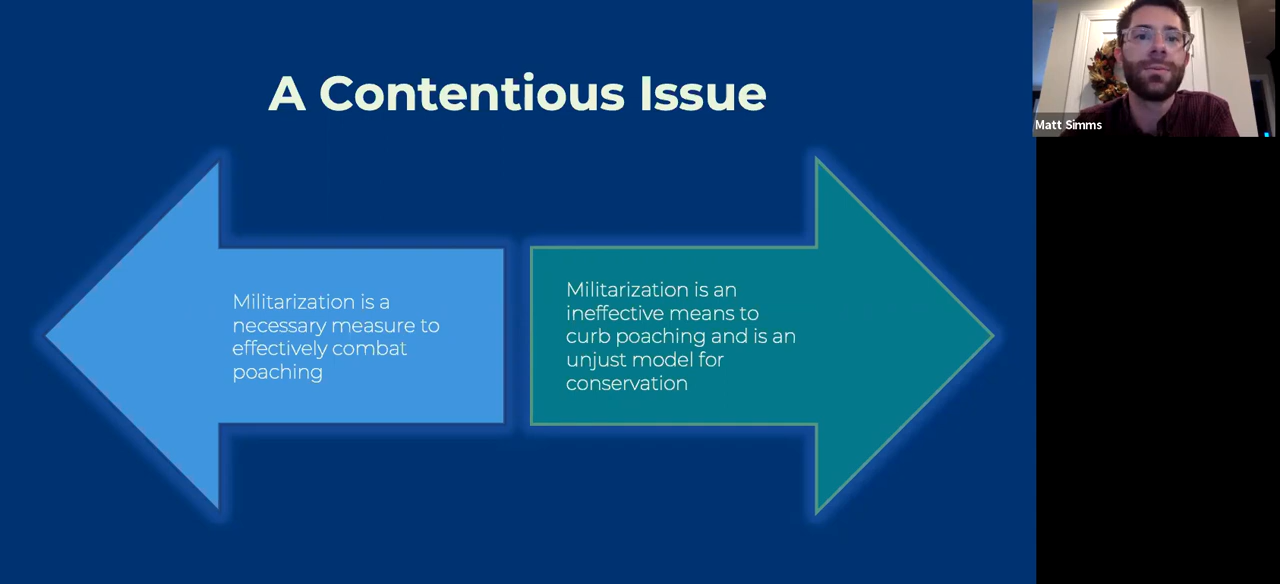 A Contentious Issue
Militarization is a
necessary measure to
effectively combat
poaching
Militarization is an
ineffective means to
curb poaching and is an
unjust model for
conservation
Matt Simms